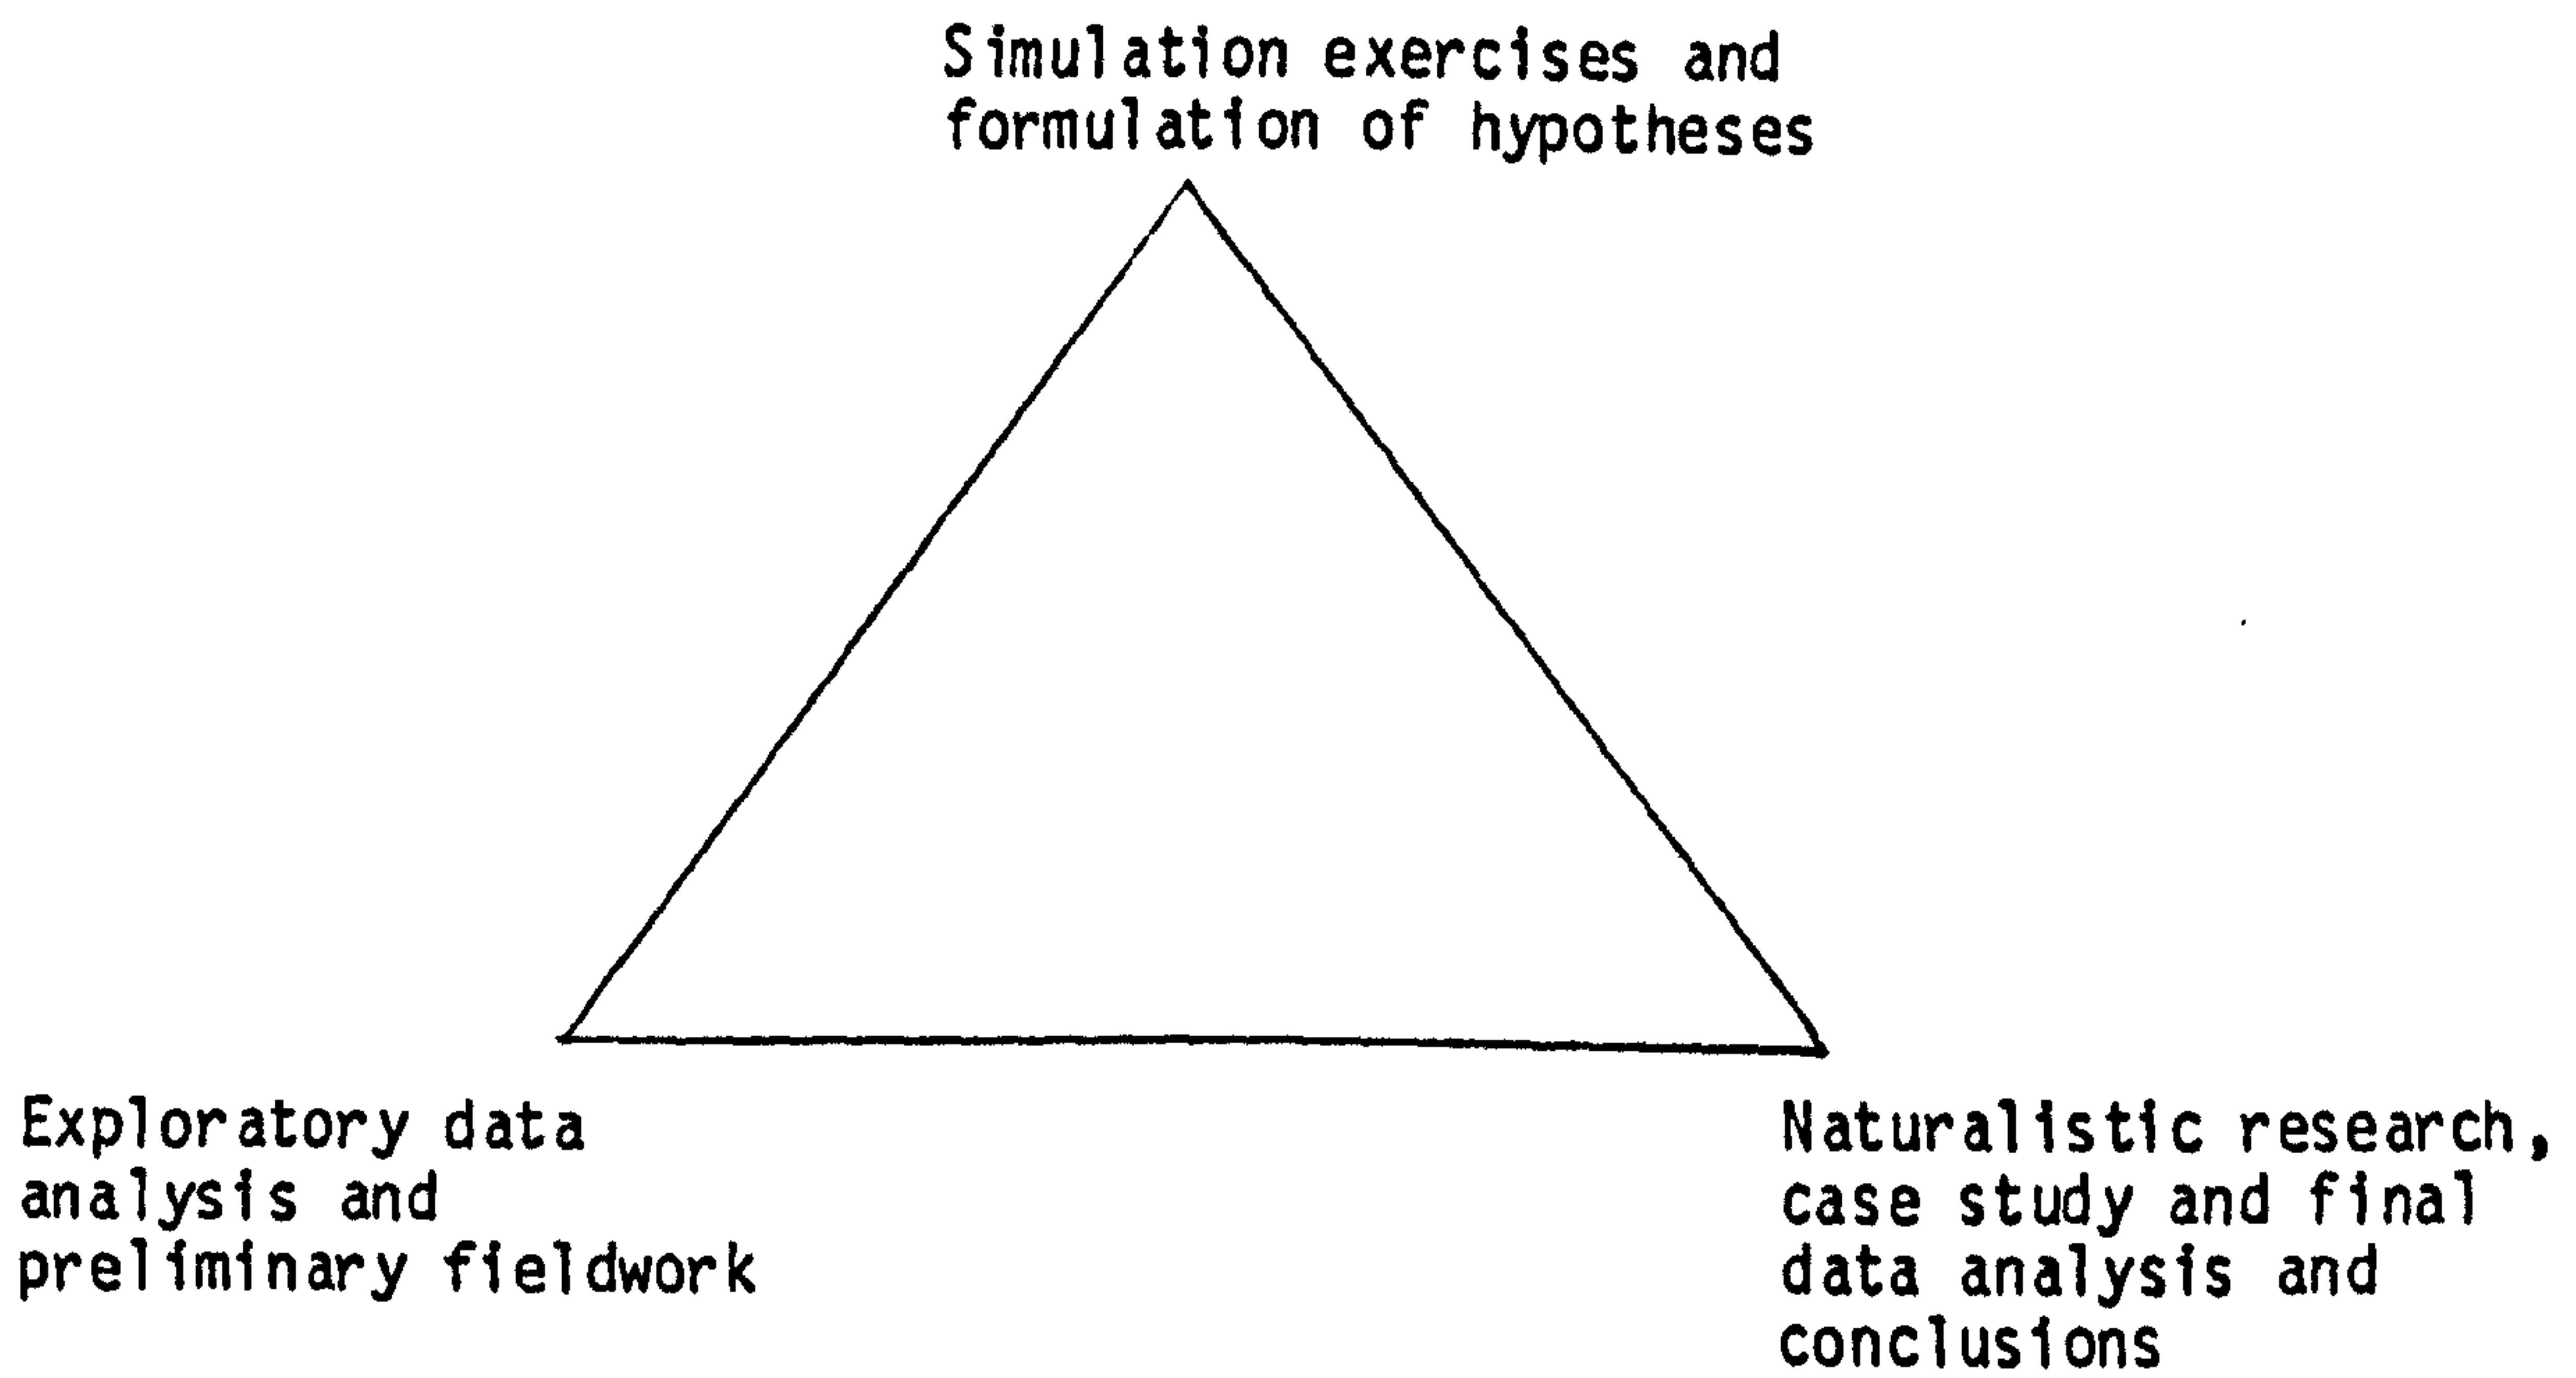 Simulation exercises and
formulation of hypotheses
Exploratory data
analysis and
preliminary fieldwork
Naturalistic research,
case study and final
data analysis and
conclusions